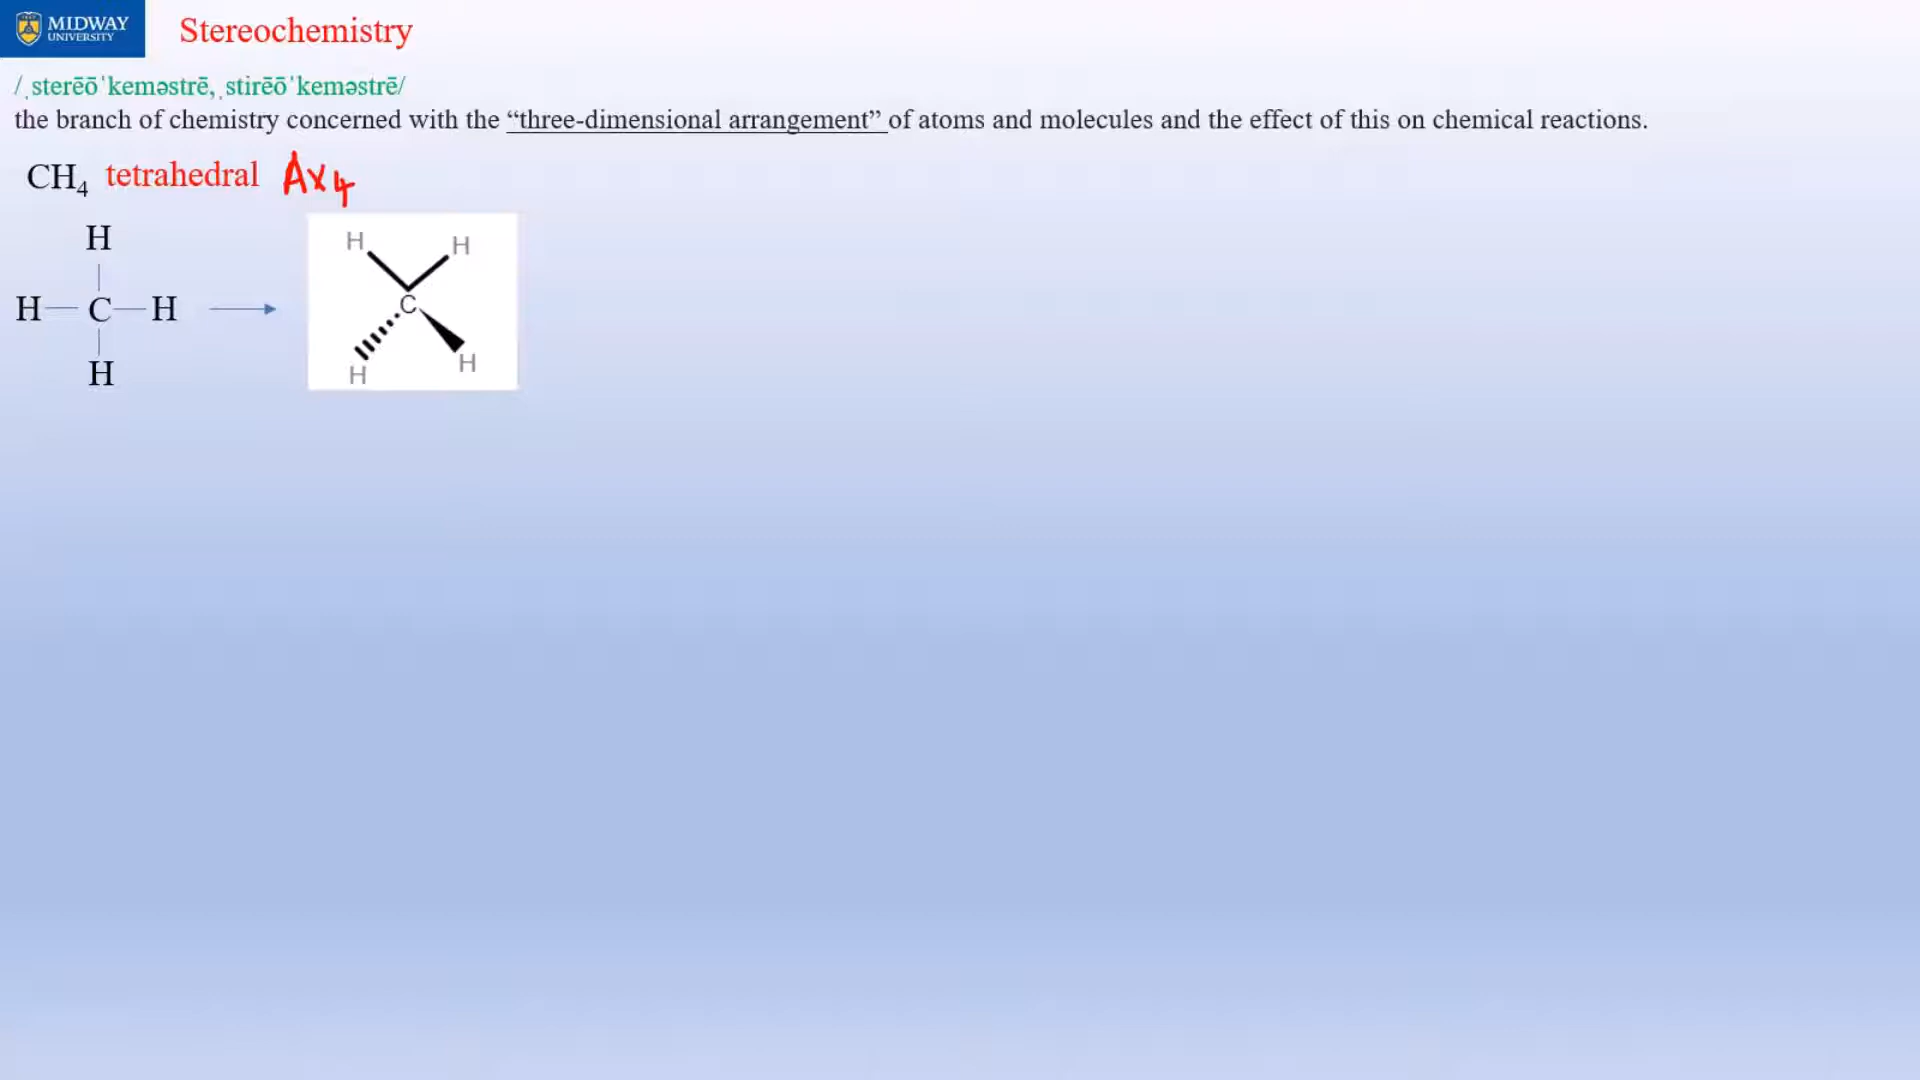 MIDWAY
UNIVERSITY
Stereochemistry
/ˌsterēōˈkeməstrē,ˌstirēōˈkeməstrē/
the branch of chemistry concerned with the “three-dimensional arrangement” of atoms and molecules and the effect of this on chemical reactions.
CH₄ tetrahedral AX₄
H
H C H
H
H H
C
H H